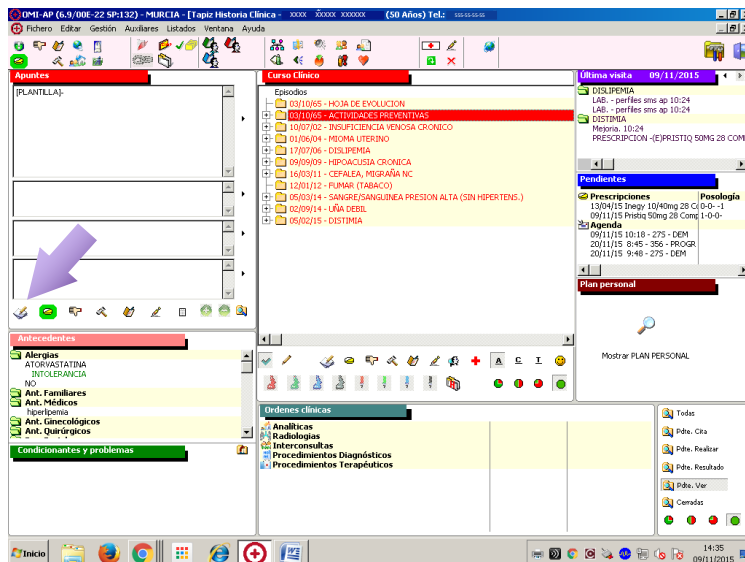 OMI-AP (6.9/00E-22 SP:132) - MURCIA - [Tapiz Historia Clínica - xxxx xxxxx xxxxxx (50 Años) Tel.: sss-ss-ss-ss
Fichero Editar Gestión Auxiliares Listados Ventana Ayuda
Apuntes
[PLANTILLA]-
Curso Clínico
Episodios
03/10/65 - HOJA DE EVOLUCION
03/10/65 - ACTIVIDADES PREVENTIVAS
10/07/02 - INSUFICIENCIA VENOSA CRONICO
01/06/04 - MIOMA UTERINO
17/07/06 - DISLIPEMIA
09/09/09 - HIPOACUSIA CRONICA
16/03/11 - CEFALEA, MIGRAÑA NC
12/01/12 - FUMAR (TABACO)
05/03/14 - SANGRE/SANGUINEA PRESION ALTA (SIN HIPERTENS.)
02/09/14 - UÑA DEBIL
05/02/15 - DISTIMIA
Última visita 09/11/2015
DISLIPEMIA
LAB. - perfiles sms ap 10:24
LAB. - perfiles sms ap 10:24
DISTIMIA
Mejoria. 10:24
PRESCRIPCION -(E)PRISTIQ 50MG 28 COM
Pendientes
Prescripciones Posología
13/04/15 Inegy 10/40mg 28 Co 0-0- -1
09/11/15 Pristiq 50mg 28 Comp 1-0-0-
Agenda
09/11/15 10:18 - 275 - DEM
20/11/15 8:45 - 356 - PROGR
20/11/15 9:48 - 275 - DEM
Plan personal
Mostrar PLAN PERSONAL
Antecedentes
Alergias
ATORVASTATINA
INTOLERANCIA
NO
Ant. Familiares
Ant. Médicos
hiperlipemia
Ant. Ginecológicos
Ant. Quirúrgicos
Condicionantes y problemas
A C I
Ordenes clínicas
Analíticas
Radiologias
Interconsultas
Procedimientos Diagnósticos
Procedimientos Terapéuticos
Todas
Pdte. Cita
Pdte. Realizar
Pdte. Resultado
Pdte. Ver
Cerradas
Inicio
14:35
09/11/2015